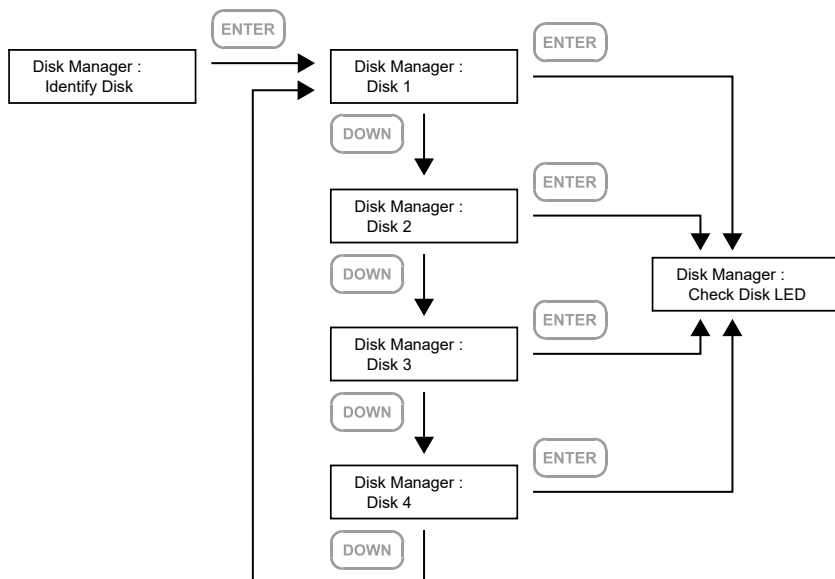 ENTER
Disk Manager :
Identify Disk
Disk Manager :
Disk 1
ENTER
DOWN
Disk Manager :
Disk 2
ENTER
DOWN
Disk Manager :
Check Disk LED
Disk Manager :
Disk 3
ENTER
DOWN
Disk Manager :
Disk 4
ENTER
DOWN